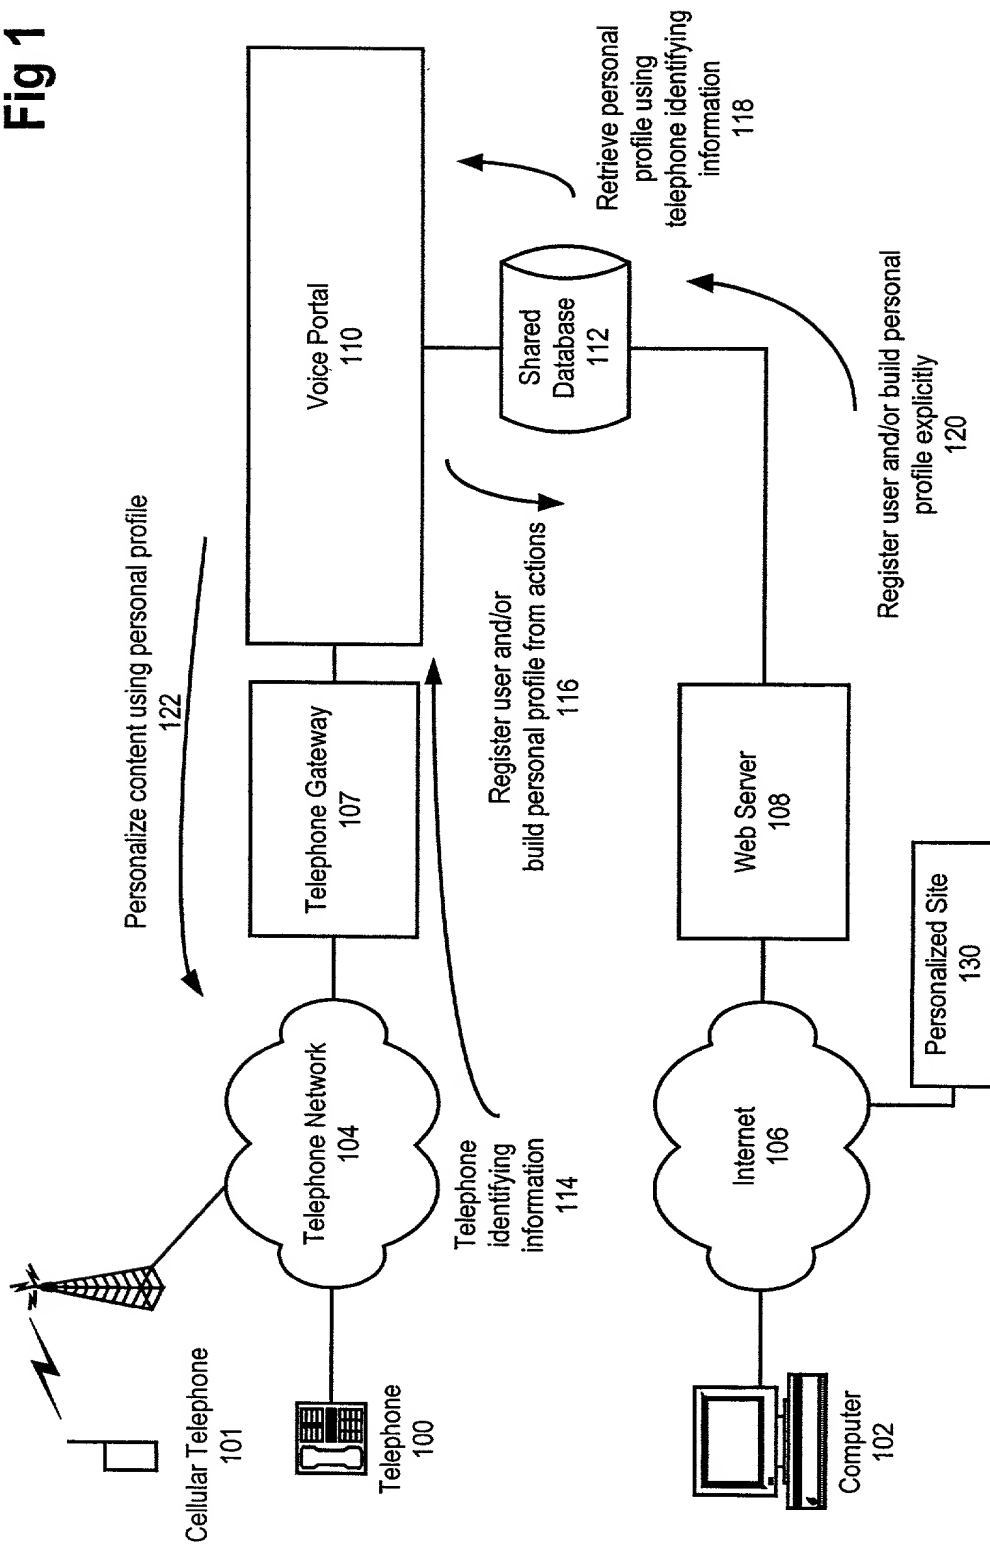 Fig 1
Cellular Telephone
101
Telephone
100
Telephone Network
104
Personalize content using personal profile
122
Telephone Gateway
107
Voice Portal
110
Telephone
identifying
information
114
Register user and/or
build personal profile from actions
116
Shared
Database
112
Retrieve personal
profile using
telephone identifying
information
118
Computer
102
Internet
106
Web Server
108
Register user and/or build personal
profile explicitly
120
Personalized Site
130